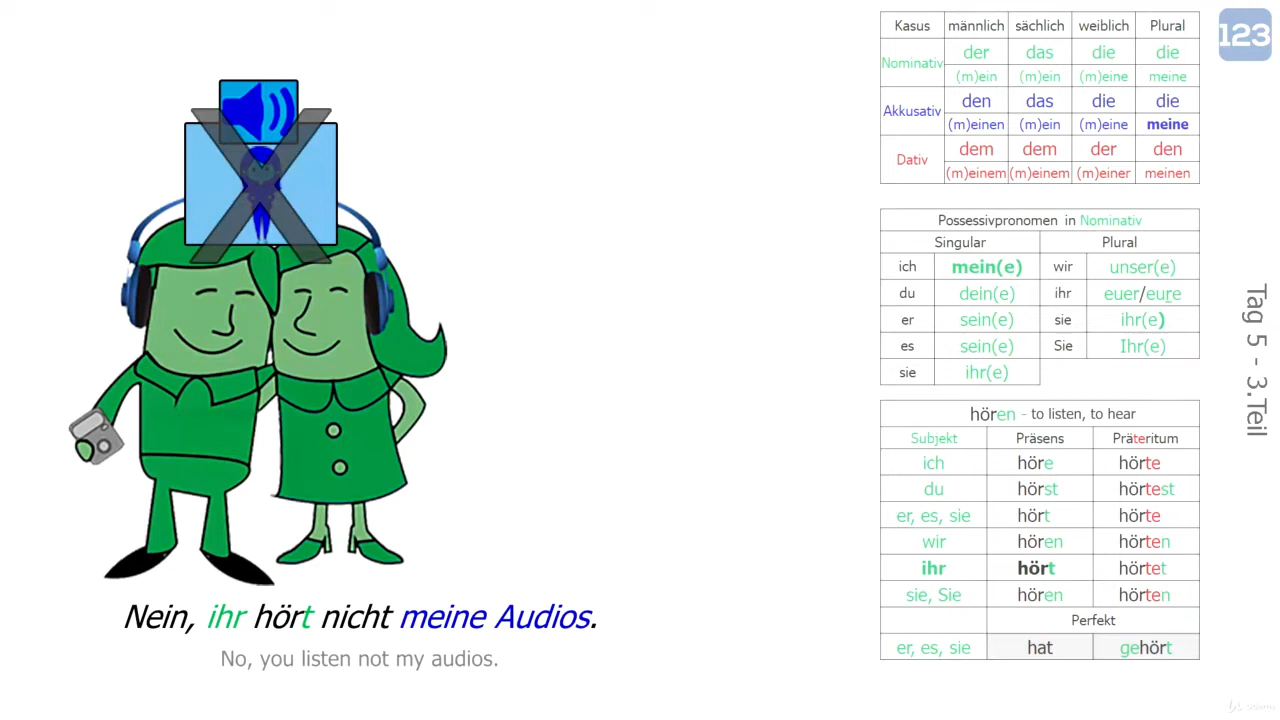 Kasus männlich sächlich weiblich Plural
Nominativ der das die die
(m)ein (m)ein (m)eine meine
Akkusativ den das die die
(m)einen (m)ein (m)eine meine
Dativ dem dem der den
(m)einem (m)einem (m)einer meinen
123
Possessivpronomen in Nominativ
Singular Plural
ich mein(e) wir unser(e)
du dein(e) ihr euer/eure
er sein(e) sie ihr(e)
es sein(e) Sie Ihr(e)
sie ihr(e)
Tag 5 - 3.Teil
hören - to listen, to hear
Subjekt Präsens Präteritum
ich höre hörte
du hörst hörtest
er, es, sie hört hörte
wir hören hörten
ihr hört hörtet
sie, Sie hören hörten
Perfekt
er, es, sie hat gehört
Nein, ihr hört nicht meine Audios.
No, you listen not my audios.